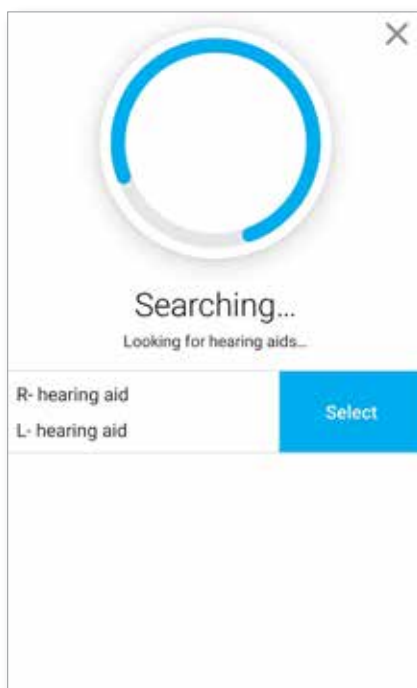 Searching...
Looking for hearing aids...
R- hearing aid
Select
L- hearing aid